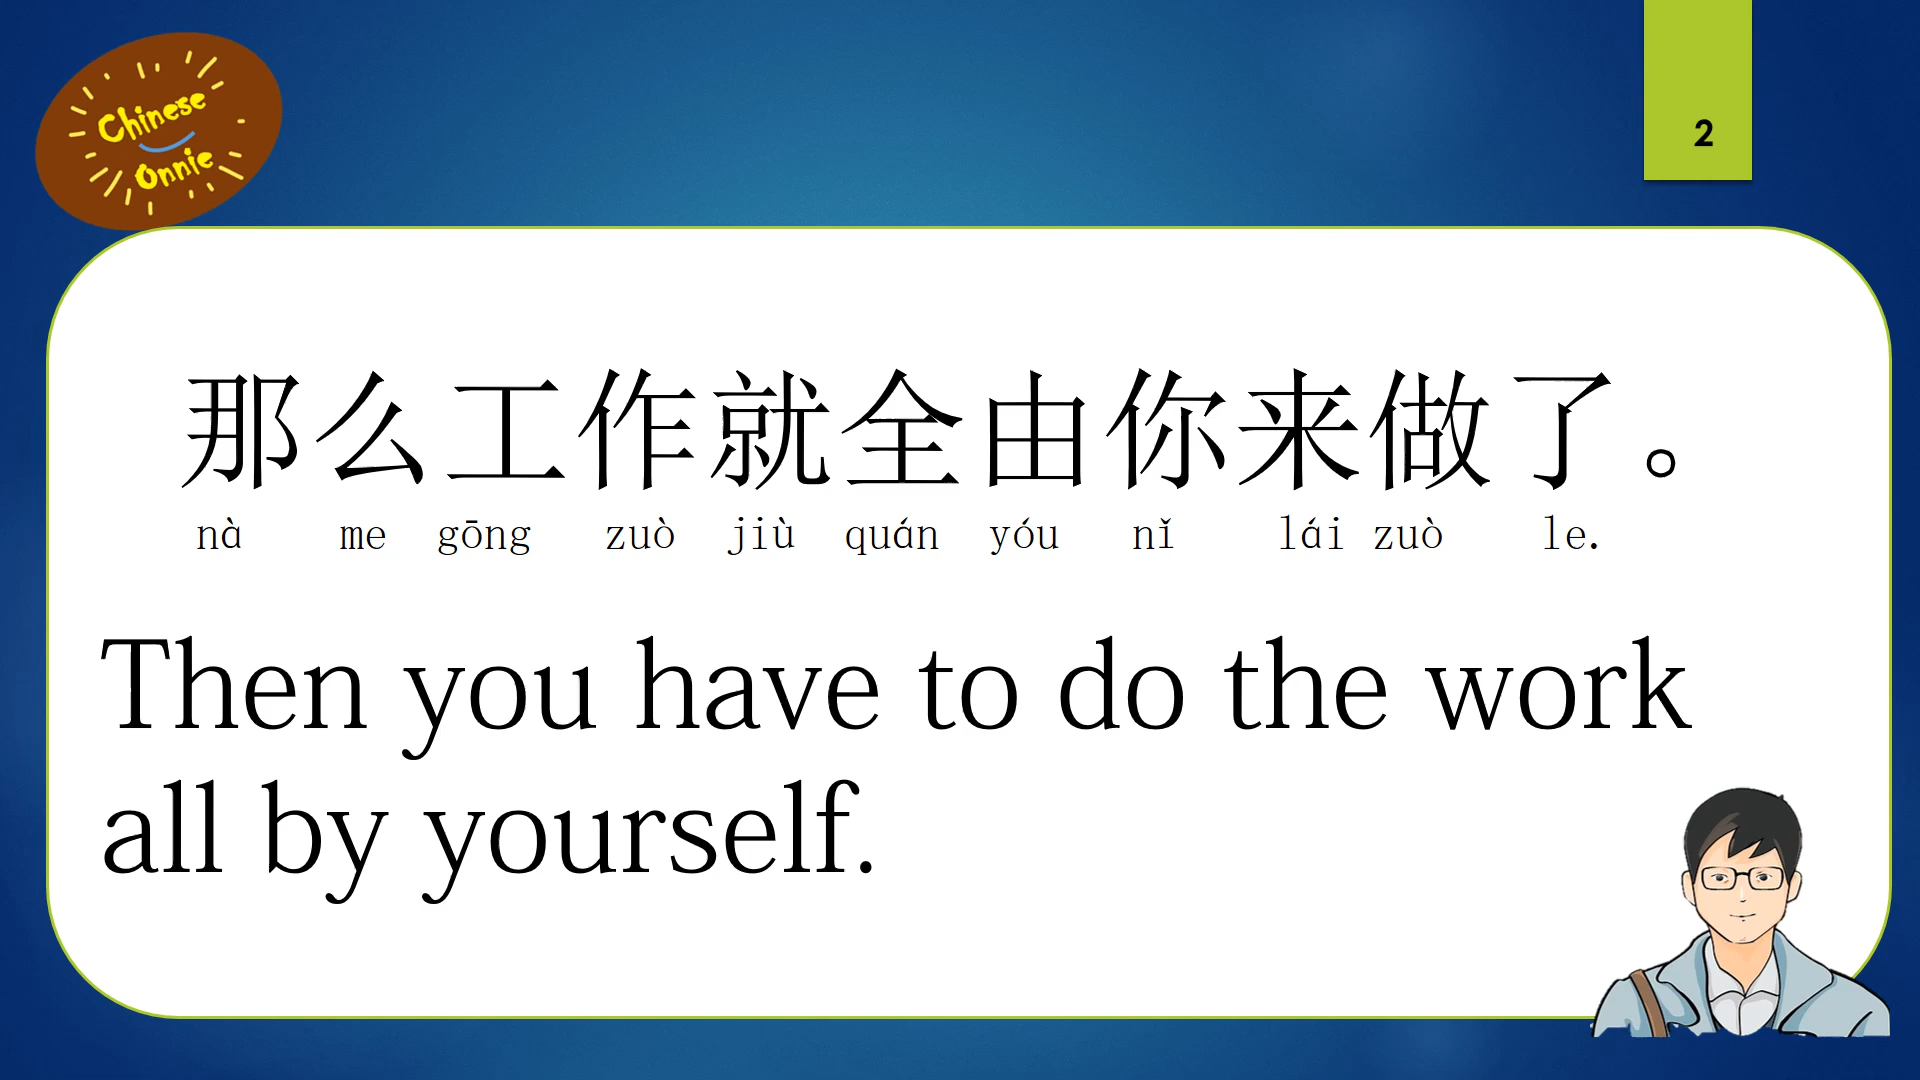 Chinese
Onnie
2
那么工作就全由你来做了。
nà me gōng zuò jiù quán yóu nǐ lái zuò le.
Then you have to do the work
all by yourself.